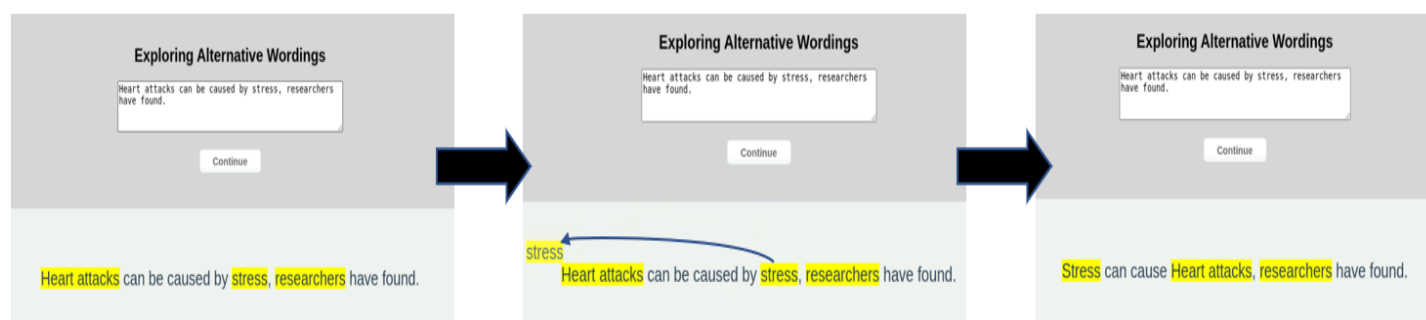 Exploring Alternative Wordings
Heart attacks can be caused by stress, researchers
have found.
Continue
Heart attacks can be caused by stress, researchers have found.
Exploring Alternative Wordings
Heart attacks can be caused by stress, researchers
have found.
Continue
stress
Heart attacks can be caused by stress, researchers have found.
Exploring Alternative Wordings
Heart attacks can be caused by stress, researchers
have found.
Continue
Stress can cause Heart attacks, researchers have found.